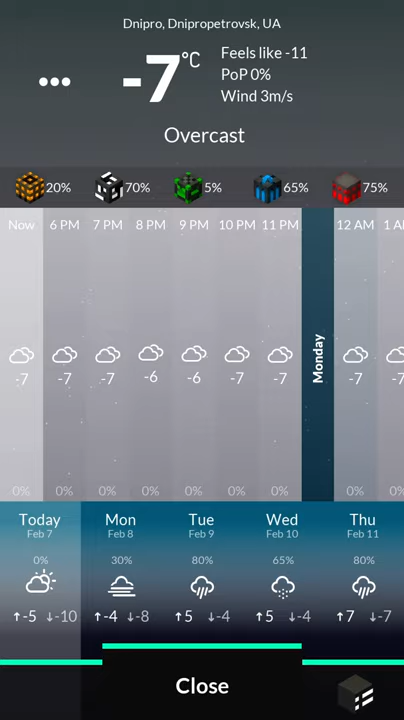 Dnipro, Dnipropetrovsk, UA
-7°C
Feels like -11
PoP 0%
Wind 3m/s
Overcast
20% 70% 5% 65% 75%
Now 6 PM 7 PM 8 PM 9 PM 10 PM 11 PM 12 AM 1 A
Monday
-7 -7 -7 -6 -6 -7 -7 -7 -7
0% 0% 0% 0% 0% 0% 0% 0% 0%
Today Mon Tue Wed Thu
Feb 7 Feb 8 Feb 9 Feb 10 Feb 11
0% 30% 80% 65% 80%
↑-5 ↓-10 ↑-4 ↓-8 ↑5 ↓-4 ↑5 ↓-4 ↑7 ↓-7
Close